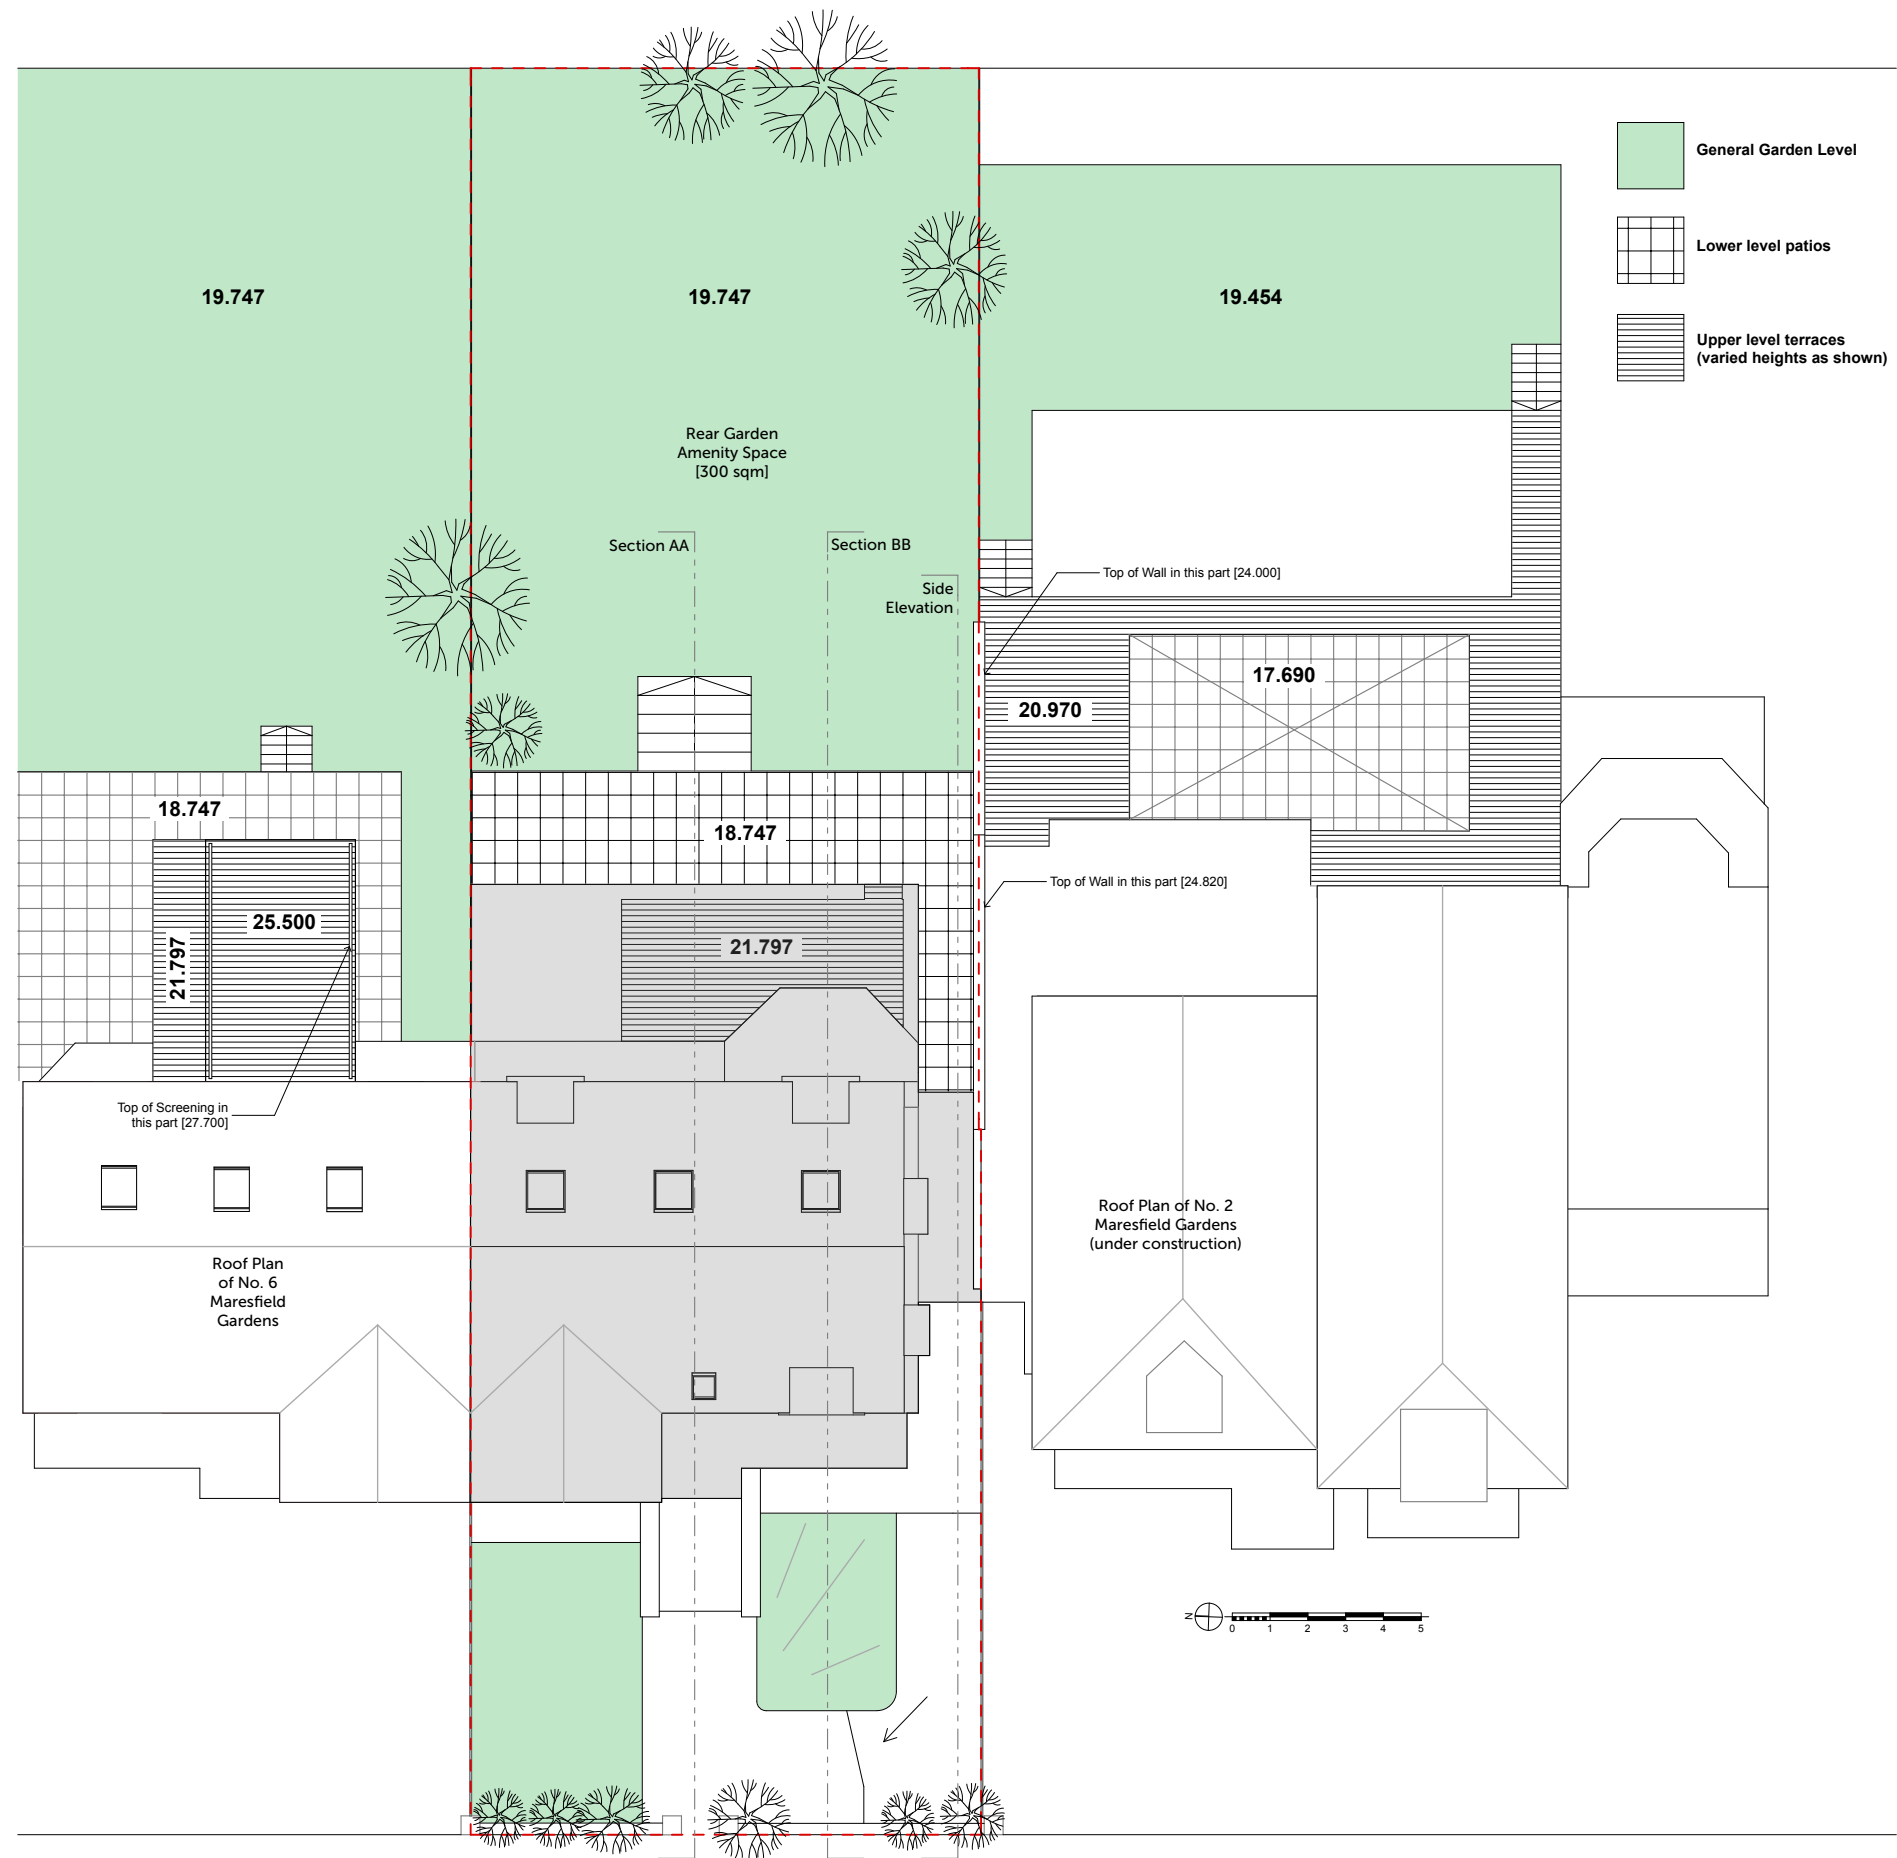 General Garden Level
Lower level patios
Upper level terraces
(varied heights as shown)
19.747
19.747
19.454
Rear Garden
Amenity Space
[300 sqm]
Section AA
Section BB
Side
Elevation
Top of Wall in this part [24.000]
17.690
20.970
18.747
18.747
Top of Wall in this part [24.820]
25.500
21.797
21.797
Top of Screening in
this part [27.700]
Roof Plan
of No. 6
Maresfield
Gardens
Roof Plan of No. 2
Maresfield Gardens
(under construction)
N
0 1 2 3 4 5